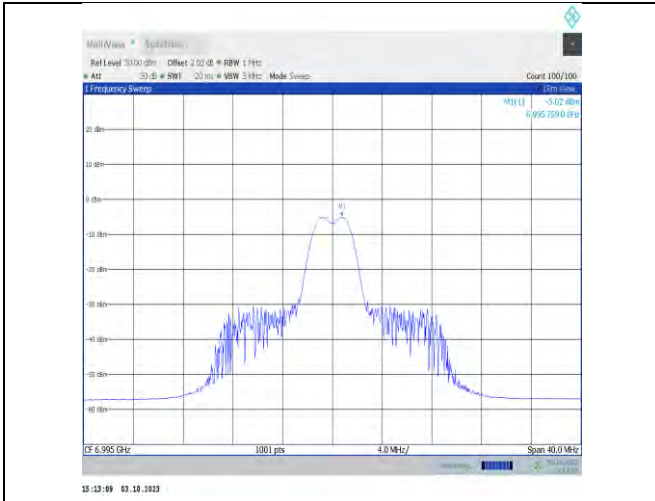 MultiView Spectrum
Ref Level 30.00 dBm Offset 2.02 dB RBW 1 MHz
Att 30 dB SWT 20 ms VBW 3 MHz Mode Sweep Count 100/100
1 Frequency Sweep 1Rm View
M1[1] -5.02 dBm
6.995 759 0 GHz
20 dBm
10 dBm
0 dBm
M1
-10 dBm
-20 dBm
-30 dBm
-40 dBm
-50 dBm
-60 dBm
CF 6.995 GHz 1001 pts 4.0 MHz/ Span 40.0 MHz
15:13:09 03.10.2023